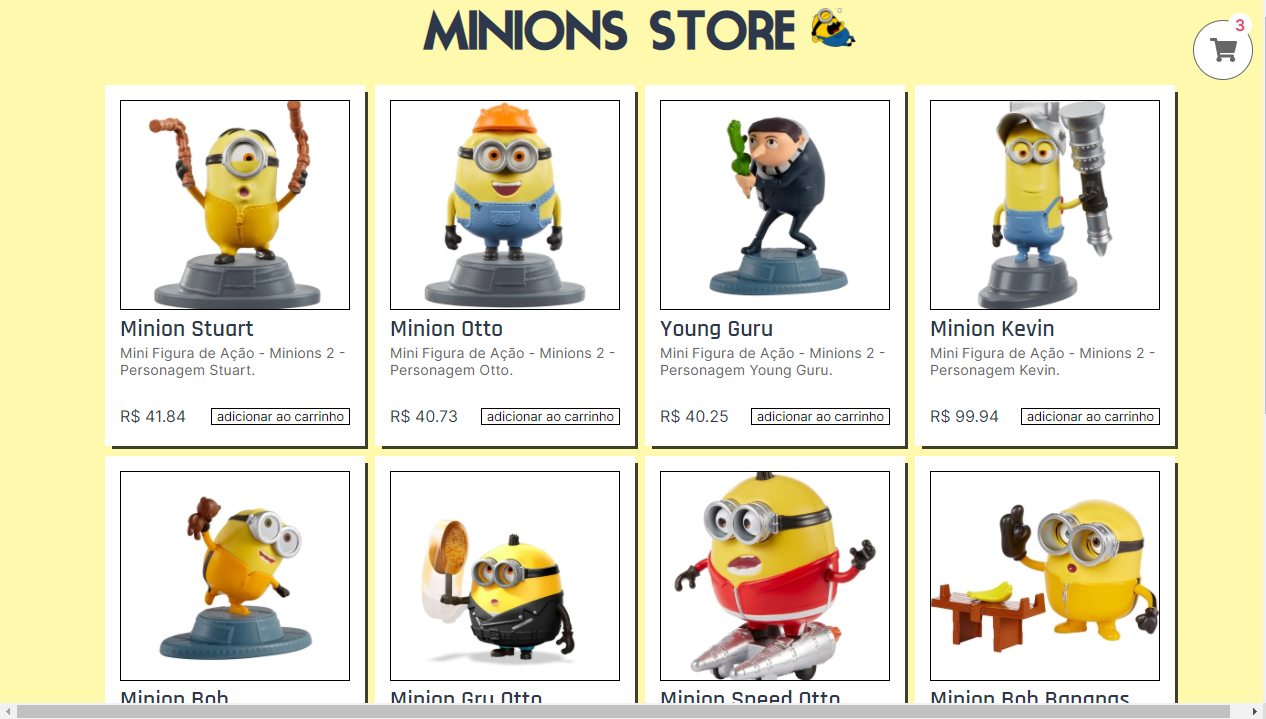 MINIONS STORE
3
Minion Stuart
Mini Figura de Ação - Minions 2 -
Personagem Stuart.
R$ 41.84
adicionar ao carrinho
Minion Otto
Mini Figura de Ação - Minions 2 -
Personagem Otto.
R$ 40.73
adicionar ao carrinho
Young Guru
Mini Figura de Ação - Minions 2 -
Personagem Young Guru.
R$ 40.25
adicionar ao carrinho
Minion Kevin
Mini Figura de Ação - Minions 2 -
Personagem Kevin.
R$ 99.94
adicionar ao carrinho
Minion Bob
Minion Gru Otto
Minion Speed Otto
Minion Bob Bananas